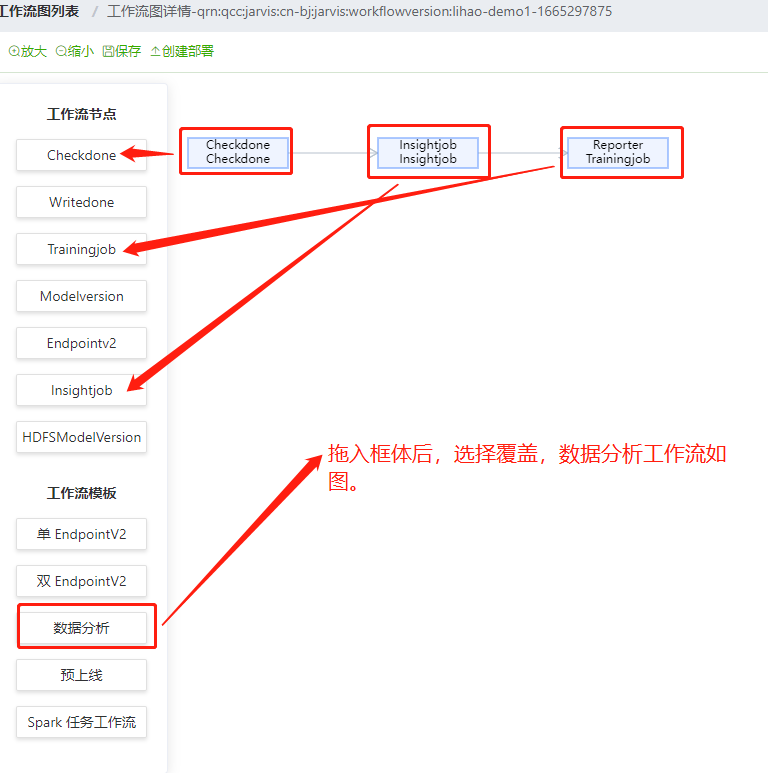 工作流图列表 / 工作流图详情-qrn:qcc:jarvis:cn-bj:jarvis:workflowversion:lihao-demo1-1665297875
放大 缩小 保存 创建部署
工作流节点
Checkdone
Writedone
Trainingjob
Modelversion
Endpointv2
Insightjob
HDFSModelVersion
工作流模板
单 EndpointV2
双 EndpointV2
数据分析
预上线
Spark 任务工作流
Checkdone
Checkdone
Insightjob
Insightjob
Reporter
Trainingjob
拖入框体后，选择覆盖，数据分析工作流如
图。